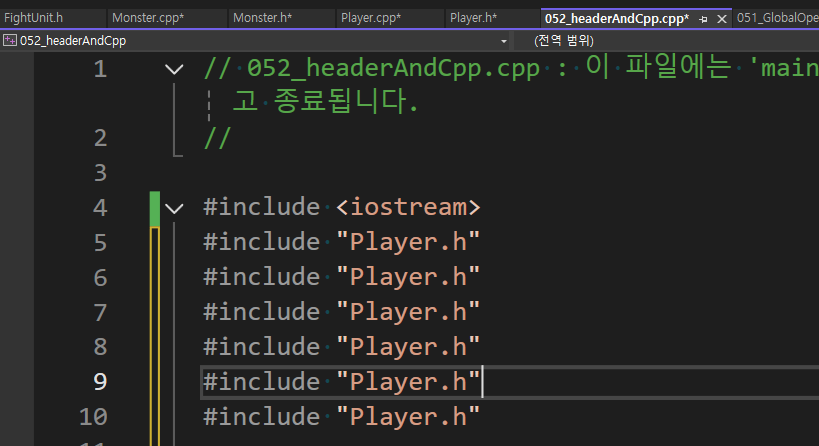 FightUnit.h Monster.cpp* Monster.h* Player.cpp* Player.h* 052_headerAndCpp.cpp* 051_GlobalOpe
052_headerAndCpp (전역 범위)
1 // 052_headerAndCpp.cpp : 이 파일에는 'main
고 종료됩니다.
2 //
3
4 #include <iostream>
5 #include "Player.h"
6 #include "Player.h"
7 #include "Player.h"
8 #include "Player.h"
9 #include "Player.h"
10 #include "Player.h"